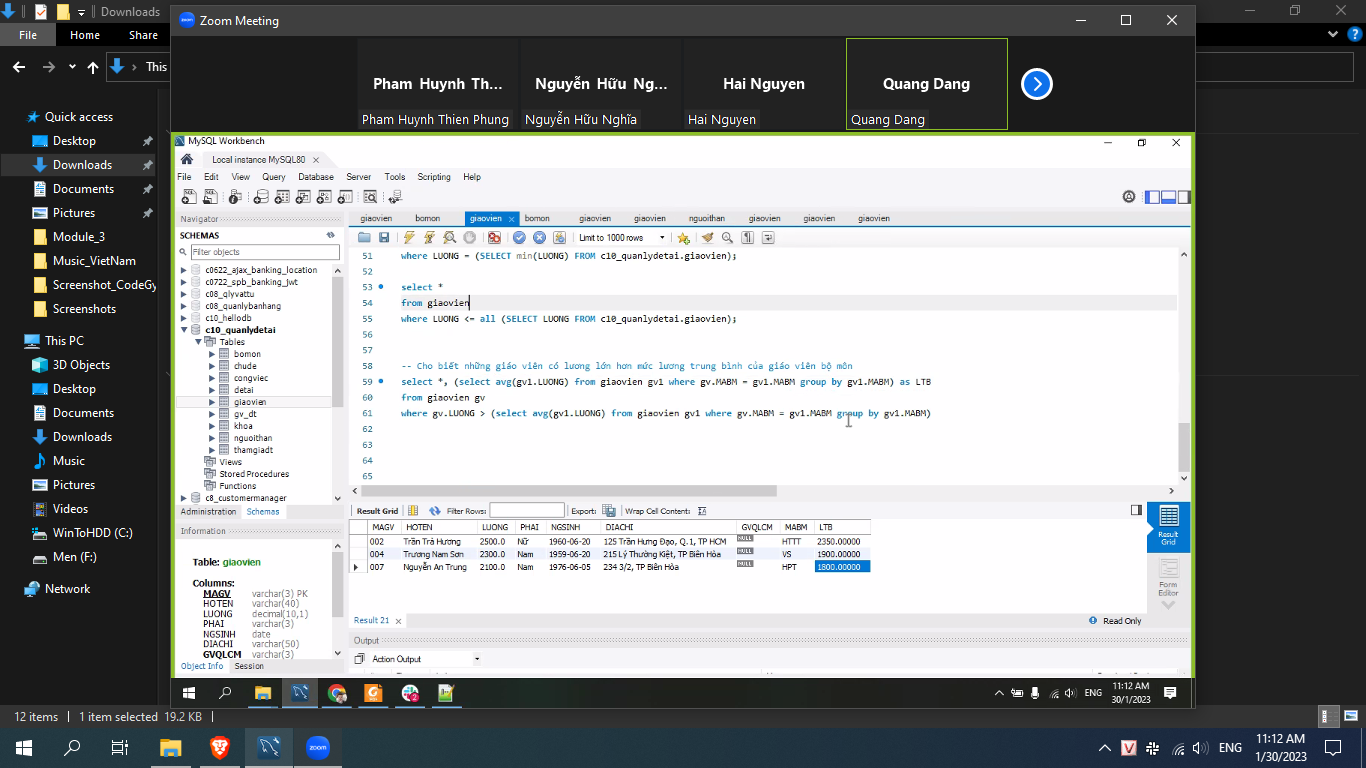 Downloads
Zoom Meeting
File Home Share
This
Pham Huynh Th... Nguyễn Hữu Ng... Hai Nguyen Quang Dang
Pham Huynh Thien Phung Nguyễn Hữu Nghĩa Hai Nguyen Quang Dang
Quick access
Desktop
Downloads
Documents
Pictures
Module_3
Music_VietNam
Screenshot_CodeGy
Screenshots
This PC
3D Objects
Desktop
Documents
Downloads
Music
Pictures
Videos
WinToHDD (C:)
Men (F:)
Network
12 items 1 item selected 19.2 KB
MySQL Workbench
Local instance MySQL80
File Edit View Query Database Server Tools Scripting Help
Navigator
SCHEMAS
Filter objects
c0622_ajax_banking_location
c0722_spb_banking_jwt
c08_qlyvattu
c08_quanlybanhang
c10_hellodb
c10_quanlydetai
Tables
bomon
chude
congviec
detai
giaovien
gv_dt
khoa
nguoithan
thamgiadt
Views
Stored Procedures
Functions
c8_customermanager
Administration Schemas
Information
Table: giaovien
Columns:
MAGV varchar(3) PK
HOTEN varchar(40)
LUONG decimal(10,1)
PHAI varchar(3)
NGSINH date
DIACHI varchar(50)
GVQLCM varchar(3)
Object Info Session
giaovien bomon giaovien bomon giaovien giaovien nguoithan giaovien giaovien giaovien
Limit to 1000 rows
51 where LUONG = (SELECT min(LUONG) FROM c10_quanlydetai.giaovien);
52
53 select *
54 from giaovien
55 where LUONG <= all (SELECT LUONG FROM c10_quanlydetai.giaovien);
56
57
58 -- Cho biết những giáo viên có lương lớn hơn mức lương trung bình của giáo viên bộ môn
59 select *, (select avg(gv1.LUONG) from giaovien gv1 where gv.MABM = gv1.MABM group by gv1.MABM) as LTB
60 from giaovien gv
61 where gv.LUONG > (select avg(gv1.LUONG) from giaovien gv1 where gv.MABM = gv1.MABM group by gv1.MABM)
62
63
64
65
Result Grid Filter Rows: Export: Wrap Cell Content:
MAGV HOTEN LUONG PHAI NGSINH DIACHI GVQLCM MABM LTB
002 Trần Trà Hương 2500.0 Nữ 1960-06-20 125 Trần Hưng Đạo, Q.1, TP HCM NULL HTTT 2350.00000
004 Trương Nam Sơn 2300.0 Nam 1959-06-20 215 Lý Thường Kiệt, TP Biên Hòa NULL VS 1900.00000
007 Nguyễn An Trung 2100.0 Nam 1976-06-05 234 3/2, TP Biên Hòa NULL HPT 1800.00000
Result Grid
Form Editor
Result 21
Read Only
Output
Action Output
ENG
11:12 AM
30/1/2023
zoom
ENG
11:12 AM
1/30/2023